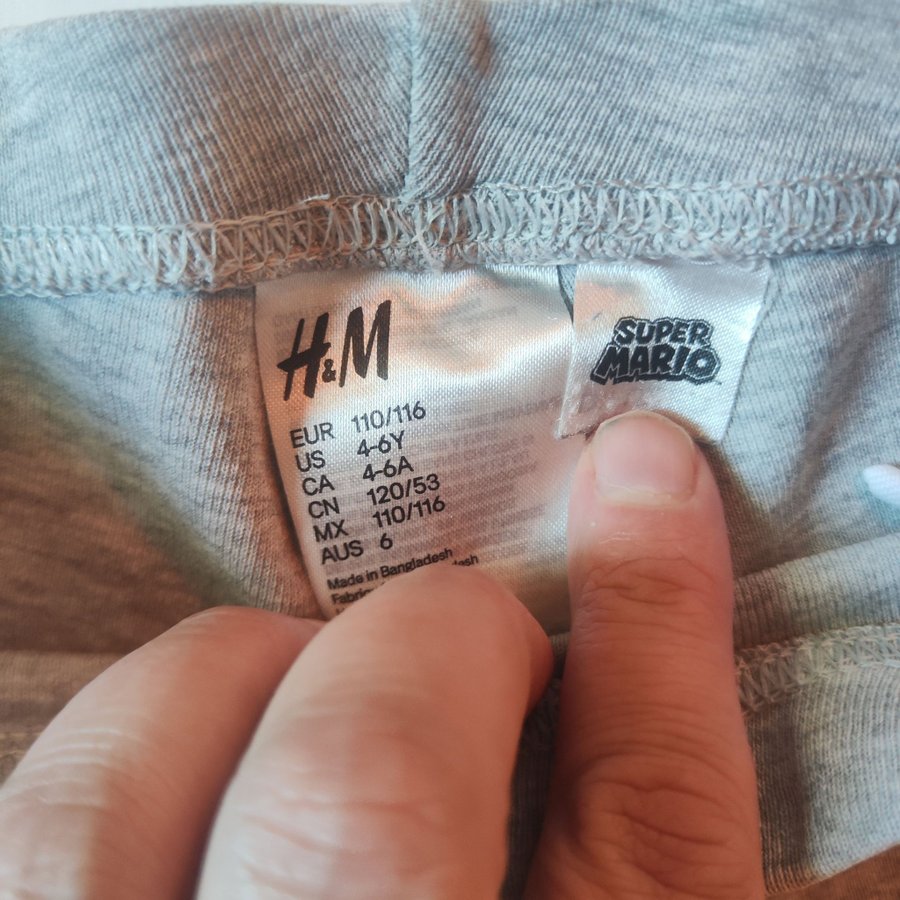 H&M
EUR 110/116
US 4-6Y
CA 4-6A
CN 120/53
MX 110/116
AUS 6
Made in Bangladesh
SUPER
MARIO